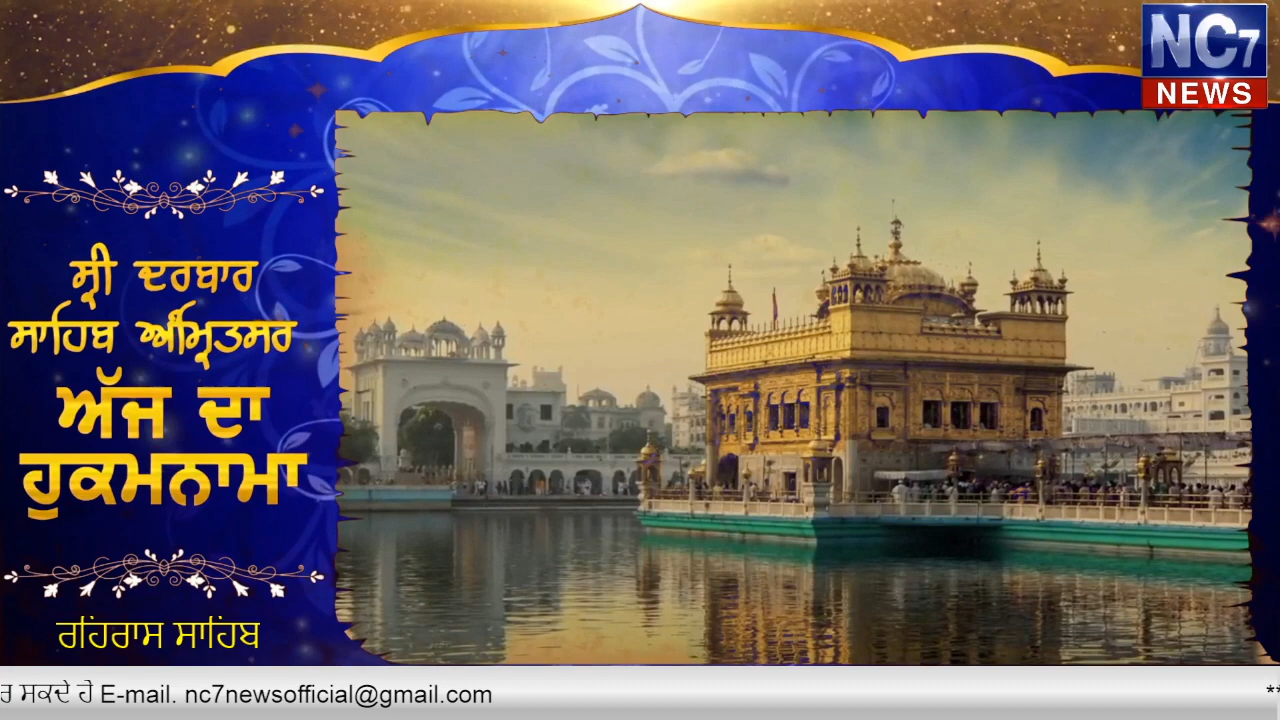 NC7
NEWS
ਸ੍ਰੀ ਦਰਬਾਰ
ਸਾਹਿਬ ਅੰਮ੍ਰਿਤਸਰ
ਅੱਜ ਦਾ
ਹੁਕਮਨਾਮਾ
ਰਹਿਰਾਸ ਸਾਹਿਬ
ਰ ਸਕਦੇ ਹੋ E-mail. nc7newsofficial@gmail.com **